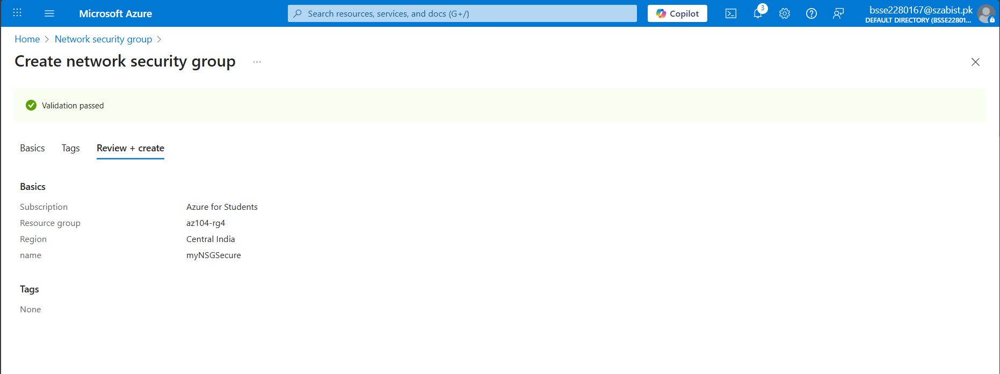 Microsoft Azure
Search resources, services, and docs (G+/)
Copilot
3
bsse2280167@szabist.pk
DEFAULT DIRECTORY (BSSE22801...
Home > Network security group >
Create network security group ...
Validation passed
Basics Tags Review + create
Basics
Subscription Azure for Students
Resource group az104-rg4
Region Central India
name myNSGSecure
Tags
None